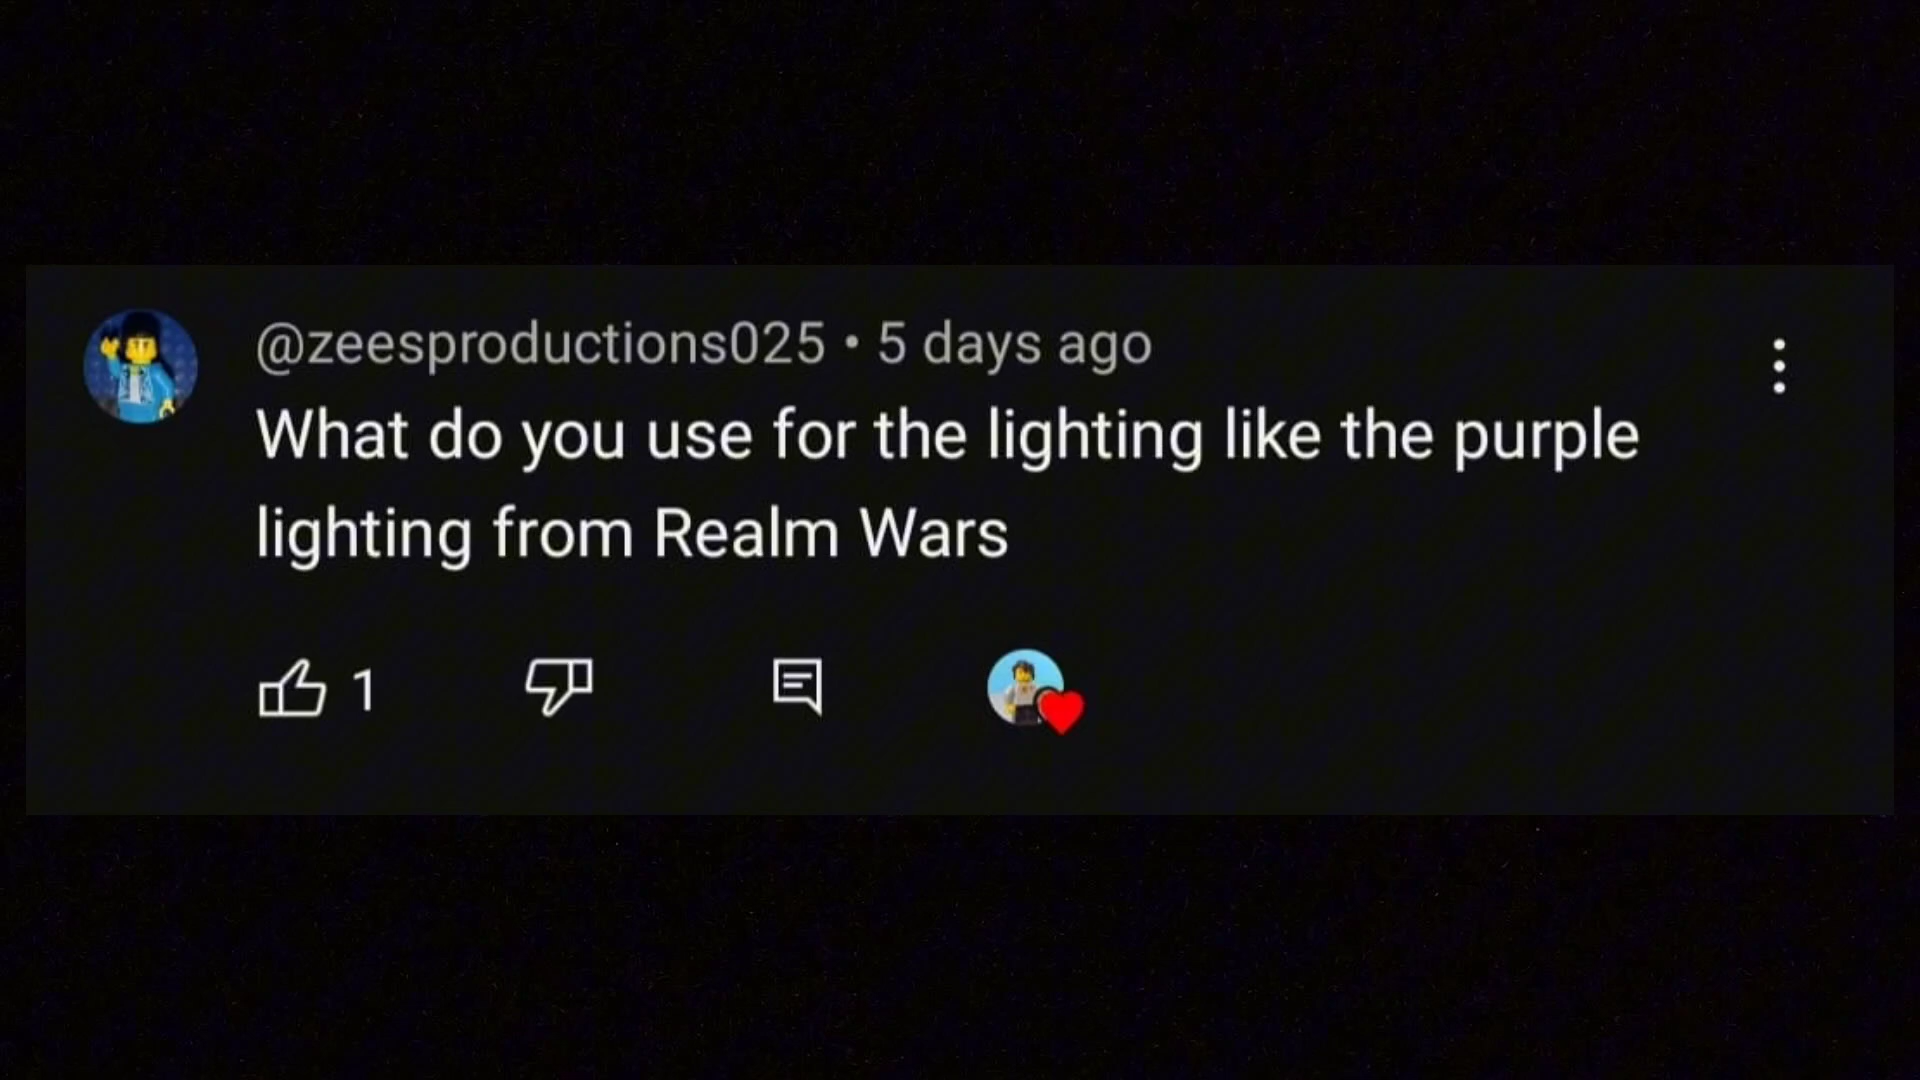 @zeesproductions025 • 5 days ago
What do you use for the lighting like the purple
lighting from Realm Wars
1